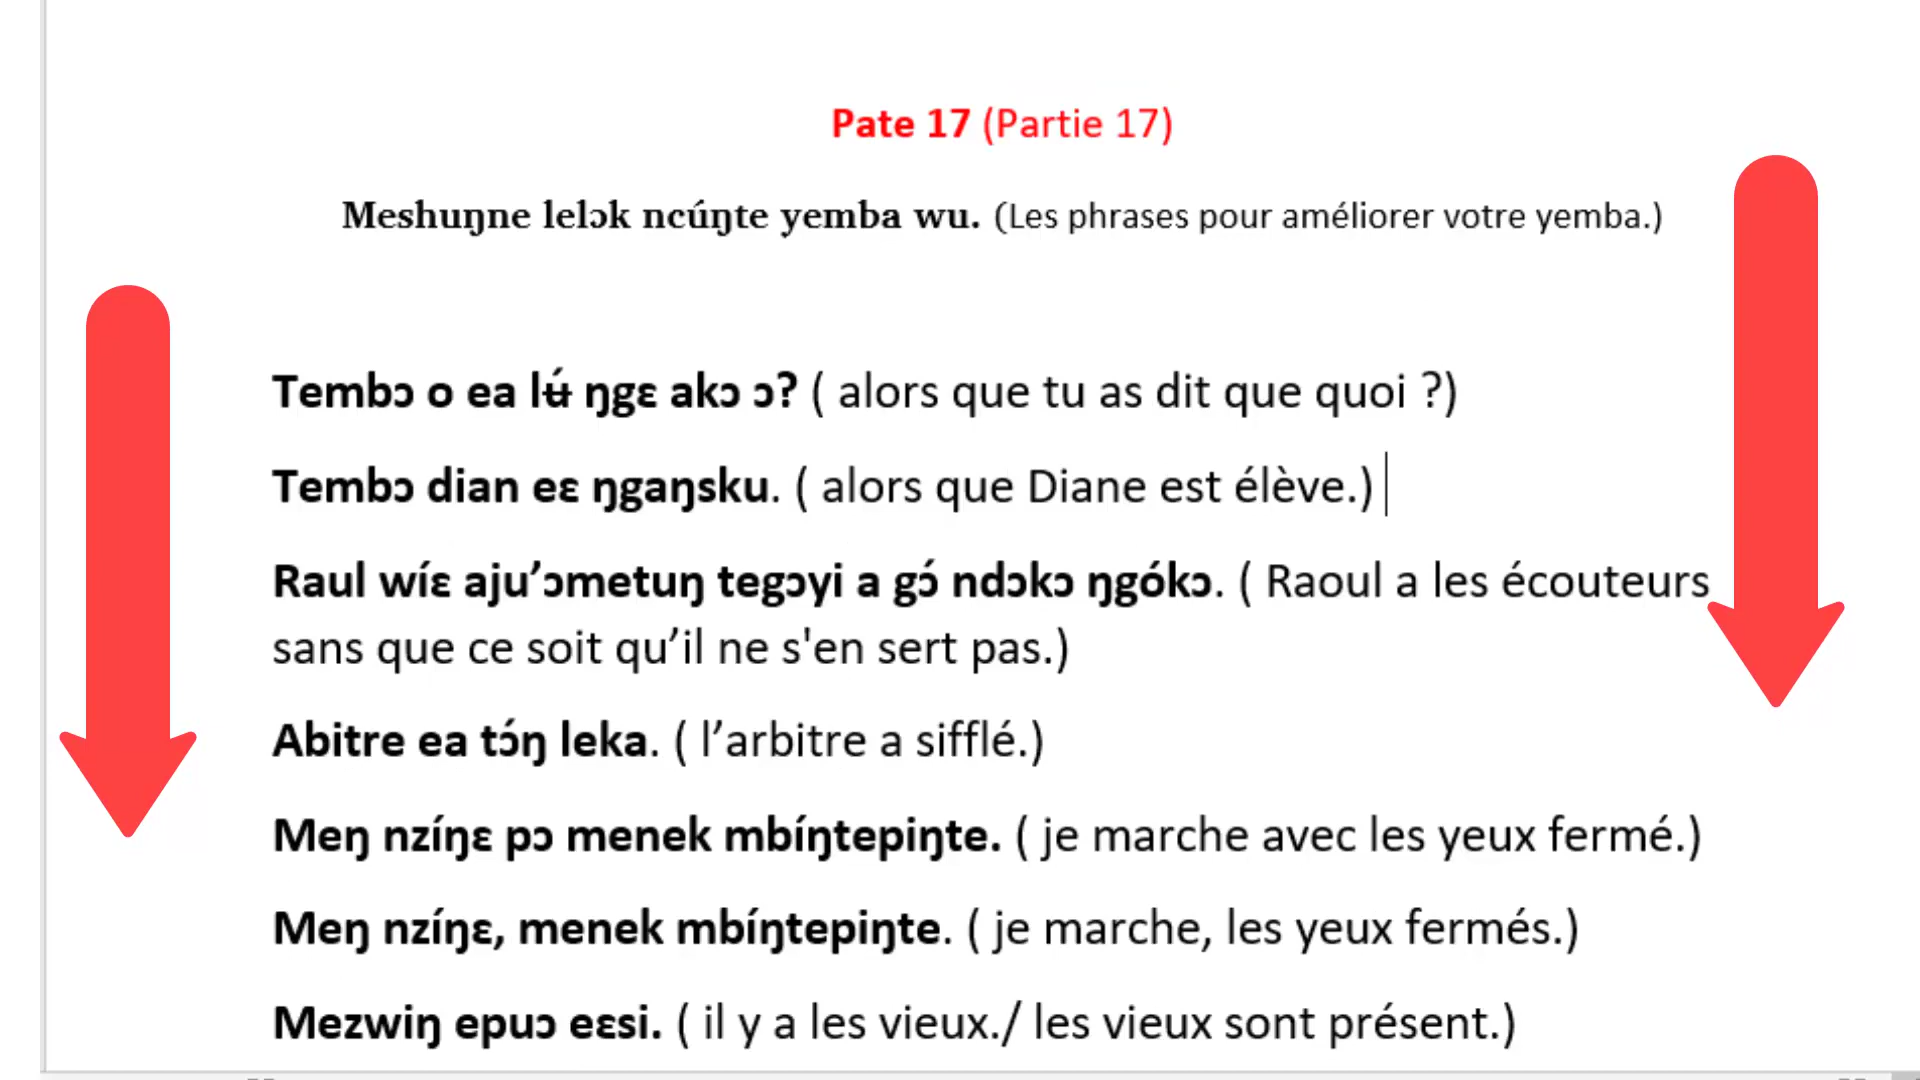 Pate 17 (Partie 17)
Meshuŋne lelɔk ncúŋte yemba wu. (Les phrases pour améliorer votre yemba.)
Tembɔ o ea lʉ́ ŋgɛ akɔ ɔ? ( alors que tu as dit que quoi ?)
Tembɔ dian eɛ ŋgaŋsku. ( alors que Diane est élève.)
Raul wíɛ aju’ɔmetuŋ tegɔyi a gɔ́ ndɔkɔ ŋgókɔ. ( Raoul a les écouteurs
sans que ce soit qu’il ne s'en sert pas.)
Abitre ea tɔ́ŋ leka. ( l’arbitre a sifflé.)
Meŋ nzíŋɛ pɔ menek mbíŋtepiŋte. ( je marche avec les yeux fermé.)
Meŋ nzíŋɛ, menek mbíŋtepiŋte. ( je marche, les yeux fermés.)
Mezwiŋ epuɔ eɛsi. ( il y a les vieux./ les vieux sont présent.)